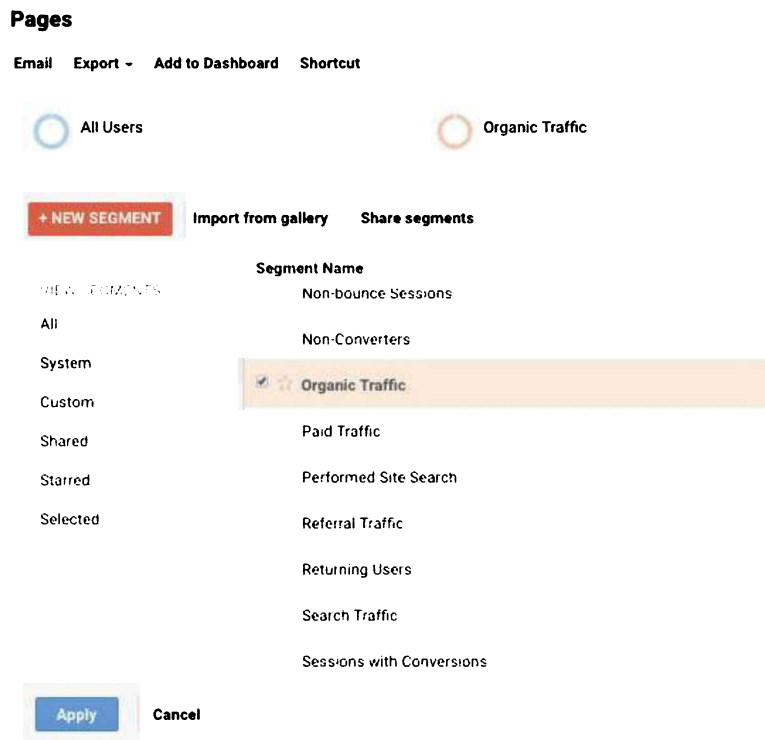 Pages
Email Export Add to Dashboard Shortcut
All Users Organic Traffic
+ NEW SEGMENT Import from gallery Share segments
Segment Name
VIEW SEGMENTS
Non-bounce Sessions
All
Non-Converters
System
Organic Traffic
Custom
Paid Traffic
Shared
Starred
Performed Site Search
Selected
Referral Traffic
Returning Users
Search Traffic
Sessions with Conversions
Apply Cancel